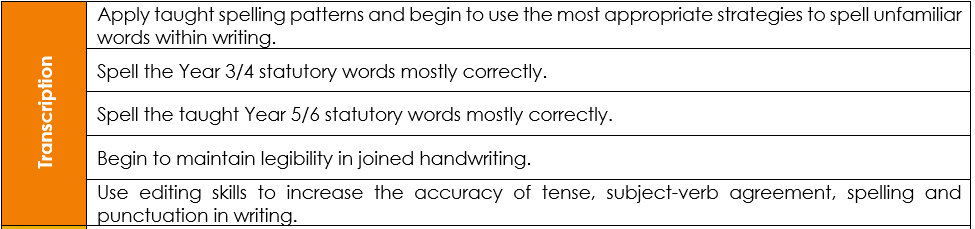 Transcription
Apply taught spelling patterns and begin to use the most appropriate strategies to spell unfamiliar
words within writing.
Spell the Year 3/4 statutory words mostly correctly.
Spell the taught Year 5/6 statutory words mostly correctly.
Begin to maintain legibility in joined handwriting.
Use editing skills to increase the accuracy of tense, subject-verb agreement, spelling and
punctuation in writing.